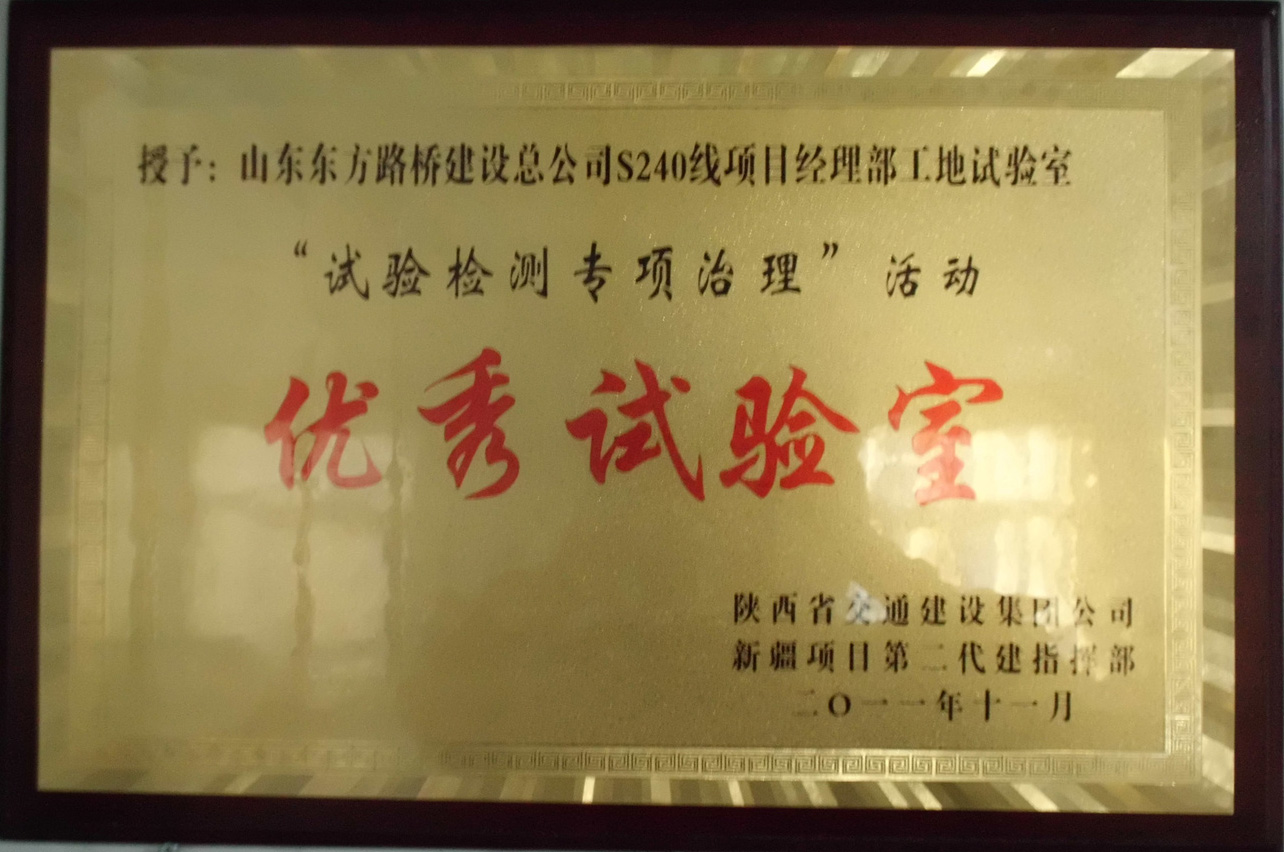 授予：山东东方路桥建设总公司S240线项目经理部工地试验室
“试验检测专项治理”活动
优秀试验室
陕西省交通建设集团公司
新疆项目第二代建指挥部
二〇一一年十一月